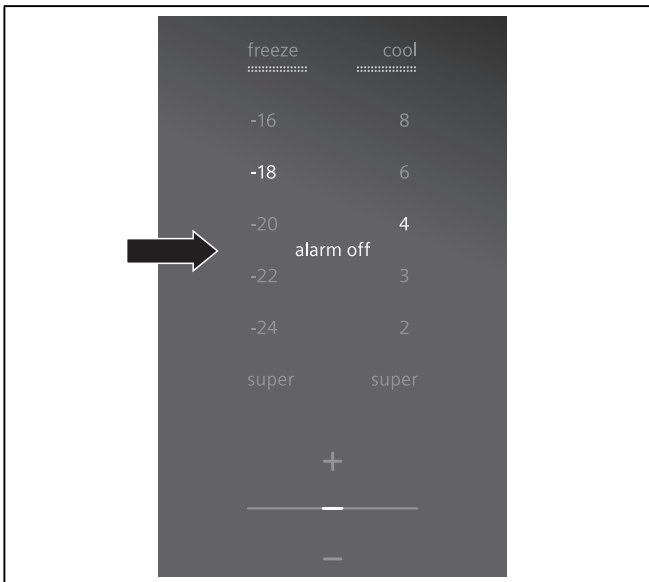 freeze cool
-16 8
-18 6
-20 4
alarm off
-22 3
-24 2
super super
+
–